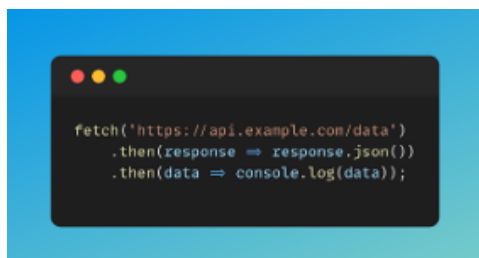 fetch('https://api.example.com/data')
    .then(response => response.json())
    .then(data => console.log(data));